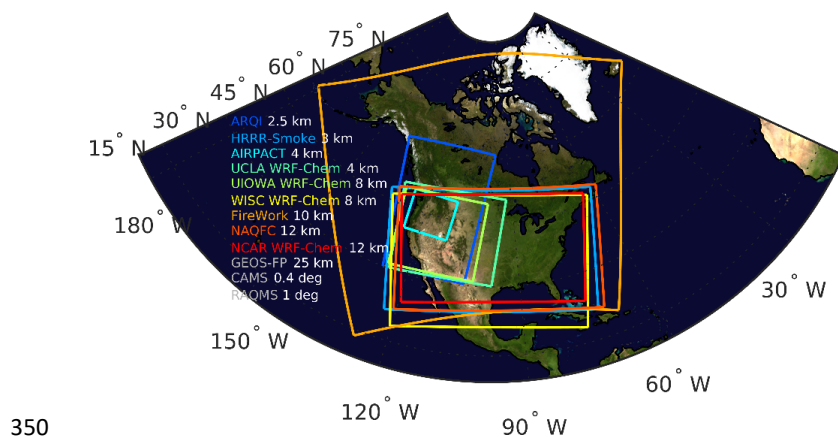 75° N
60° N
45° N
30° N
15° N
ARQI 2.5 km
HRRR-Smoke 3 km
AIRPACT 4 km
UCLA WRF-Chem 4 km
UIOWA WRF-Chem 8 km
WISC WRF-Chem 8 km
FireWork 10 km
NAQFC 12 km
NCAR WRF-Chem 12 km
GEOS-FP 25 km
CAMS 0.4 deg
RAQMS 1 deg
180° W
150° W
120° W
90° W
60° W
30° W
350